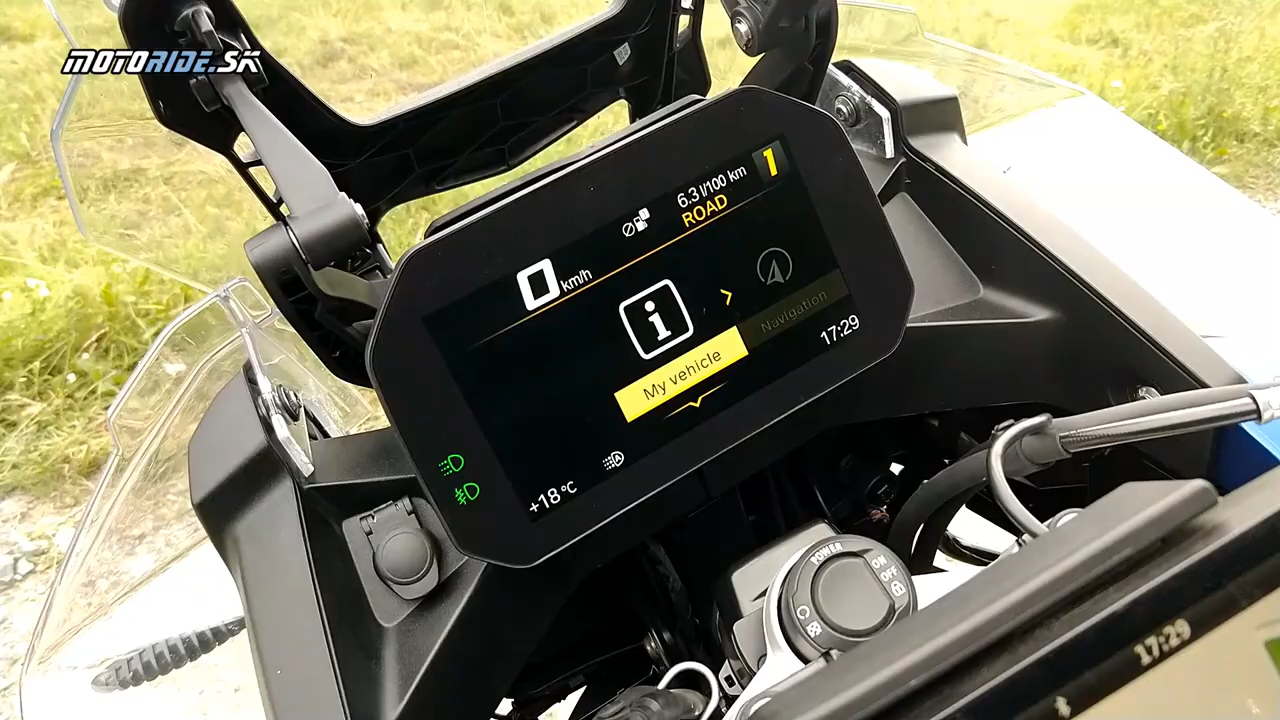 MOTORIDE.SK
1
6.3 l/100 km
ROAD
0 km/h
My vehicle
Navigation
17:29
+18 °C
POWER
ON
OFF
17:29